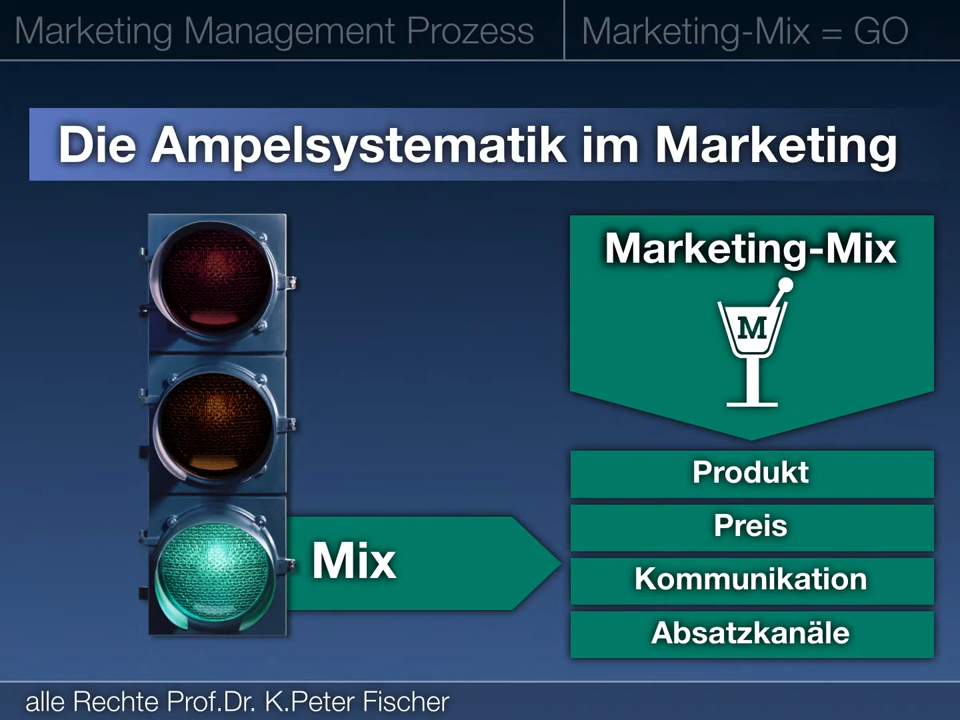 Marketing Management Prozess
Marketing-Mix = GO
Die Ampelsystematik im Marketing
Marketing-Mix
M
Produkt
Preis
Mix
Kommunikation
Absatzkanäle
alle Rechte Prof.Dr. K.Peter Fischer